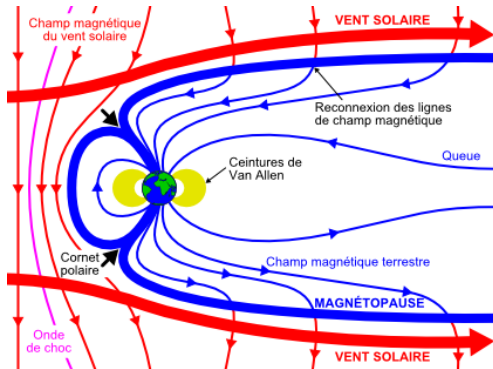 Champ magnétique
du vent solaire
VENT SOLAIRE
Reconnexion des lignes
de champ magnétique
Ceintures de
Van Allen
Queue
Cornet
polaire
Champ magnétique terrestre
MAGNÉTOPAUSE
Onde
de choc
VENT SOLAIRE